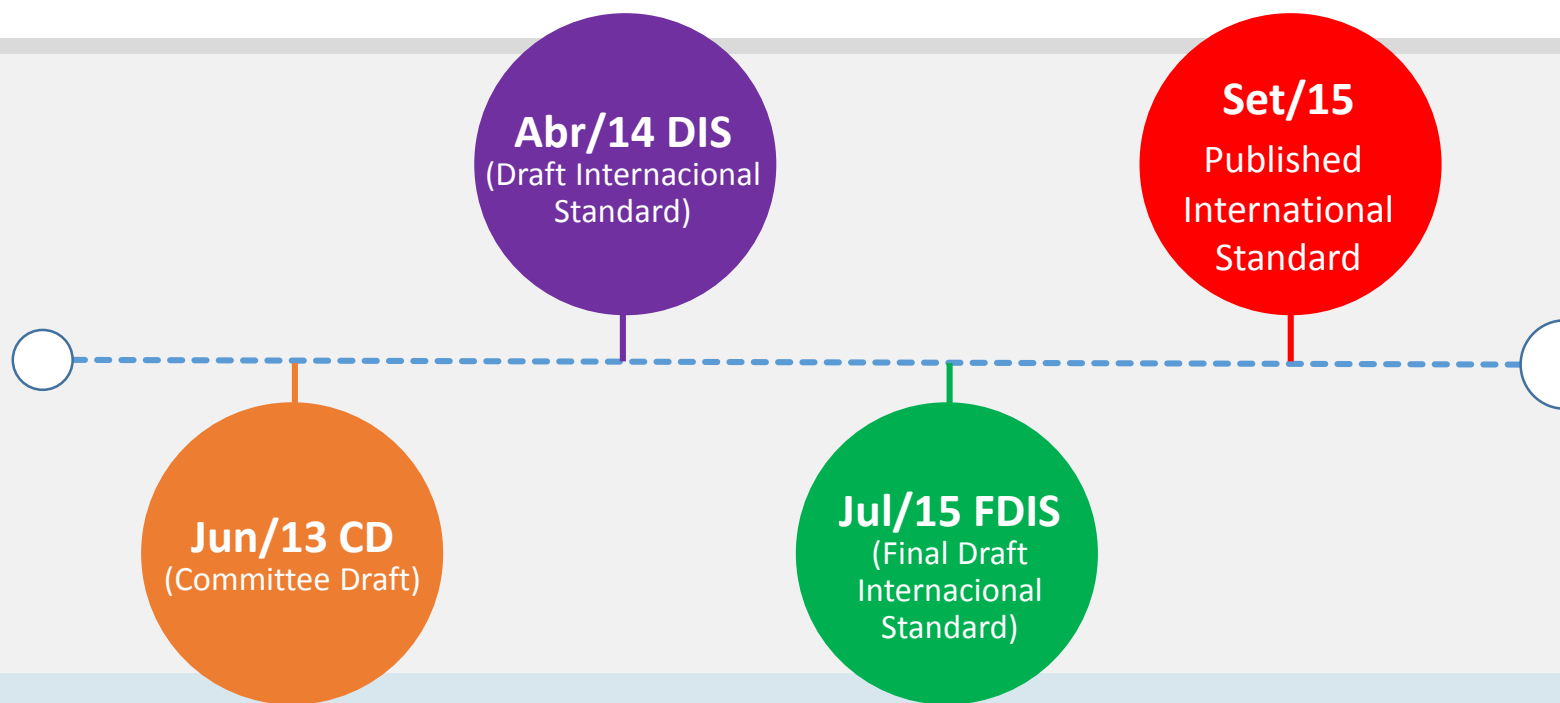 Abr/14 DIS
(Draft Internacional
Standard)
Set/15
Published
International
Standard
Jun/13 CD
(Committee Draft)
Jul/15 FDIS
(Final Draft
Internacional
Standard)